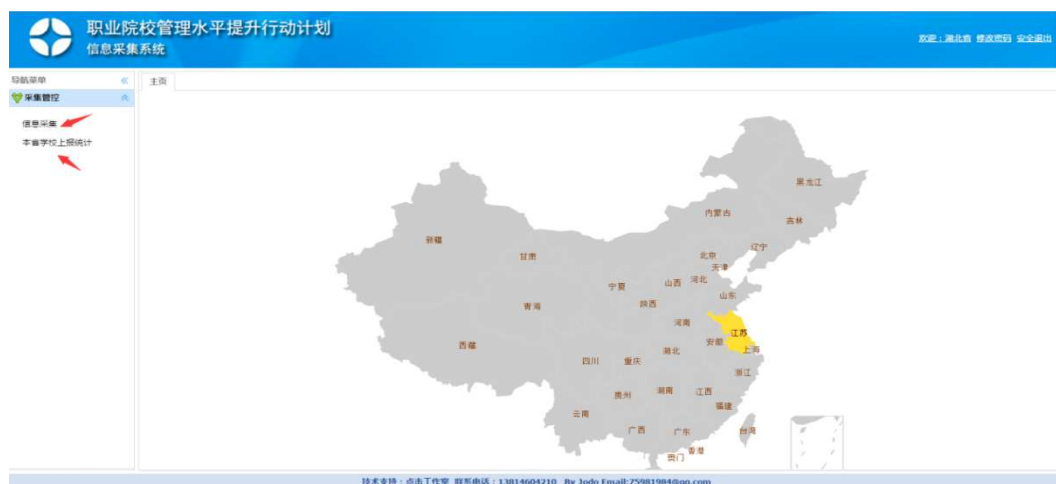 职业院校管理水平提升行动计划
信息采集系统
欢迎：湖北省 修改密码 安全退出
导航菜单
主页
采集管控
信息采集
本省学校上报统计
黑龙江
内蒙古
吉林
新疆
辽宁
甘肃
北京
天津
宁夏
山西
河北
山东
青海
陕西
河南
江苏
西藏
安徽
上海
湖北
四川
重庆
浙江
贵州
湖南
江西
福建
云南
广西
广东
台湾
香港
澳门
技术支持：点击工作室 联系电话：13814604210 By Jodo Email:75981984@qq.com